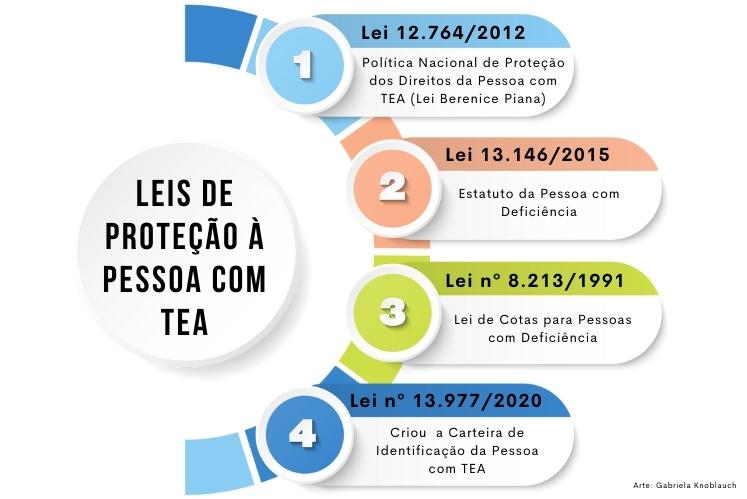 LEIS DE
PROTEÇÃO À
PESSOA COM
TEA
1
Lei 12.764/2012
Política Nacional de Proteção
dos Direitos da Pessoa com
TEA (Lei Berenice Piana)
2
Lei 13.146/2015
Estatuto da Pessoa com
Deficiência
3
Lei nº 8.213/1991
Lei de Cotas para Pessoas
com Deficiência
4
Lei nº 13.977/2020
Criou a Carteira de
Identificação da Pessoa
com TEA
Arte: Gabriela Knoblauch